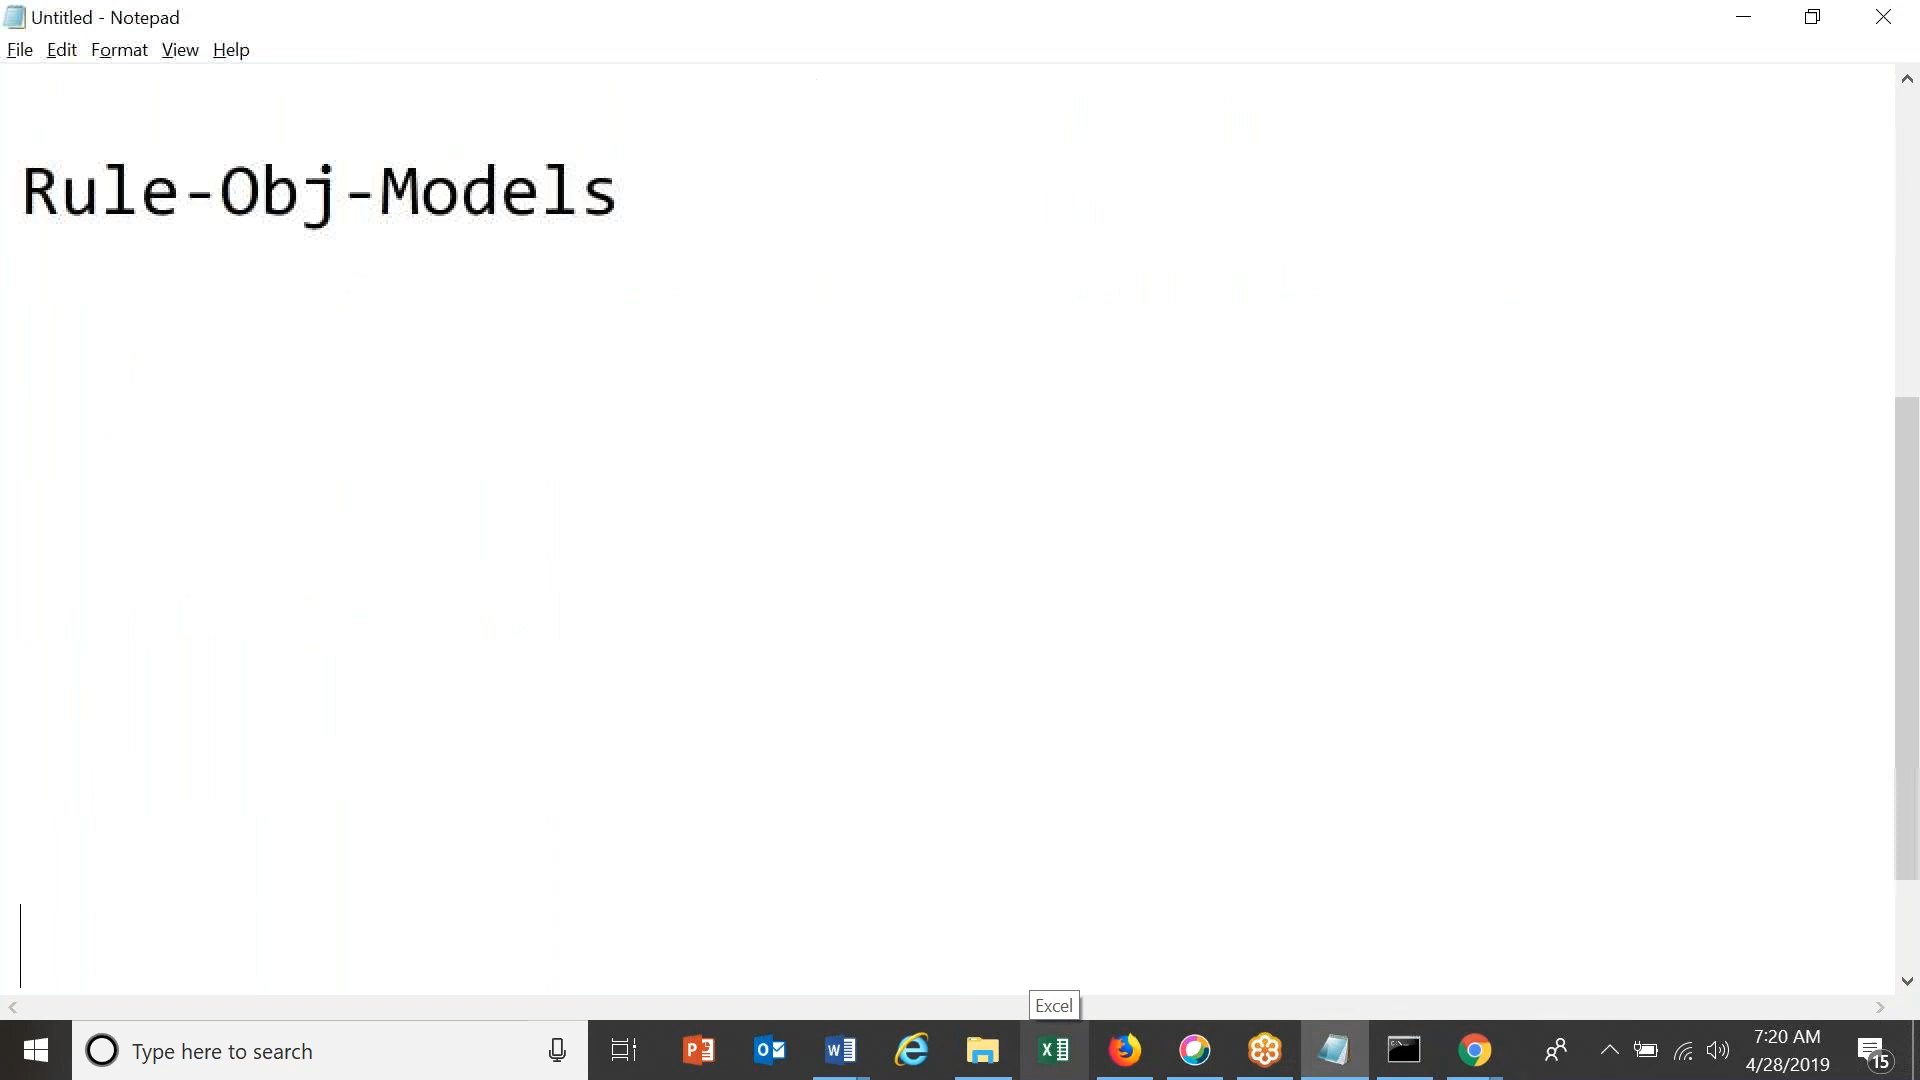 Untitled - Notepad
File Edit Format View Help
Rule-Obj-Models
Excel
Type here to search
7:20 AM
4/28/2019
15